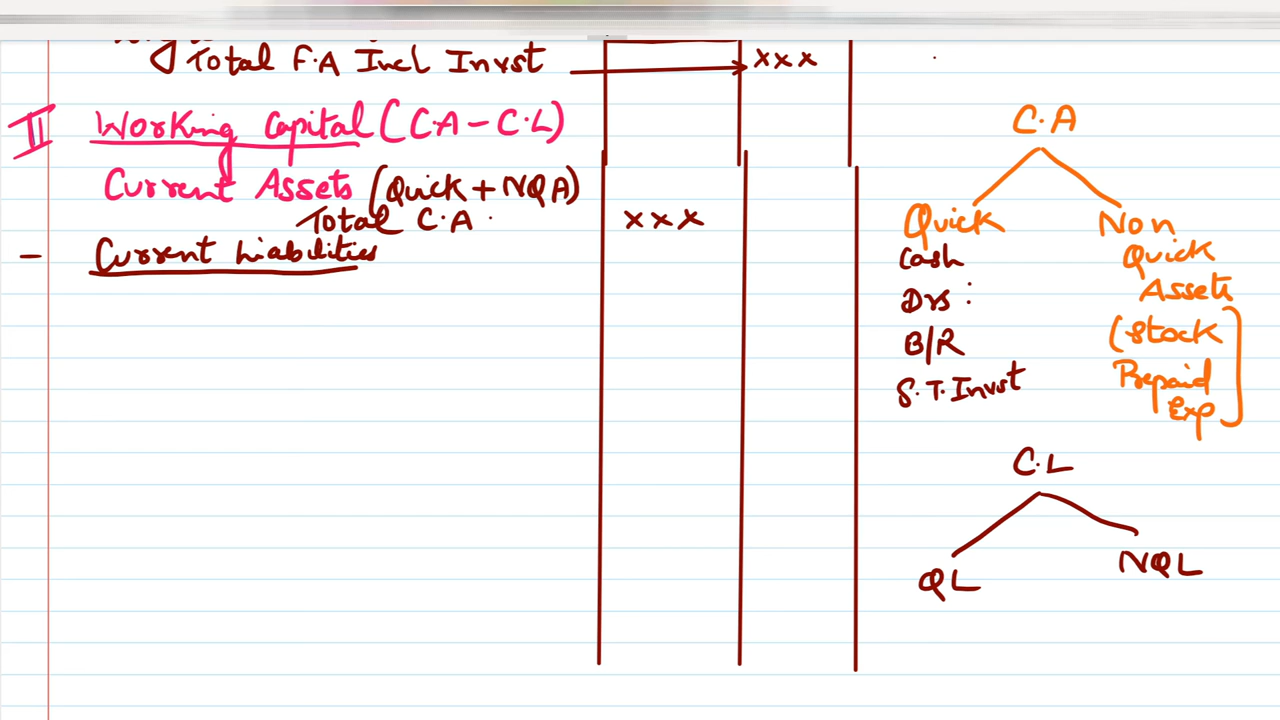 Total F.A Incl Invst xxx
II Working Capital (C.A - C.L)
Current Assets (Quick + NQA)
Total C.A. xxx
- Current Liabilities
C.A
Quick
Cash
Drs :
B/R
S.T. Invst
Non
Quick
Assets
(Stock
Prepaid
Exp
C.L
QL
NQL